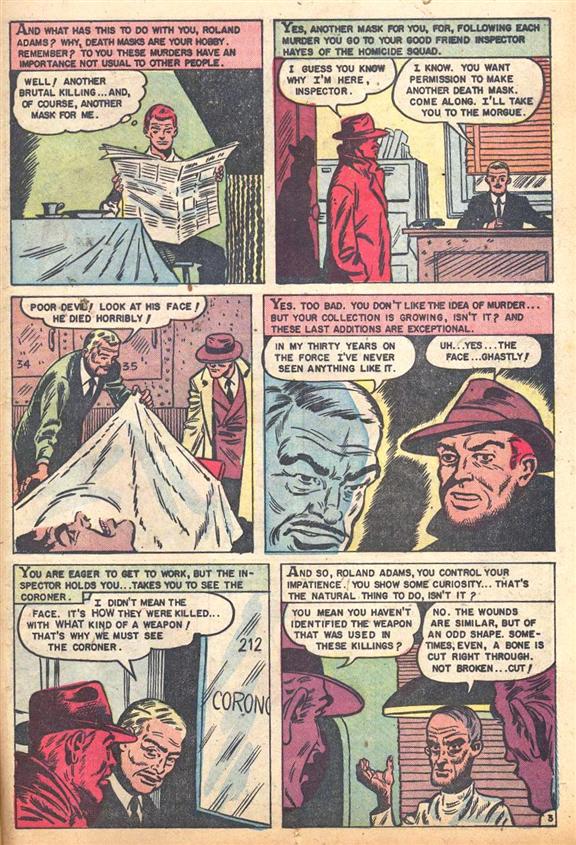 AND WHAT HAS THIS TO DO WITH YOU, ROLAND
ADAMS? WHY, DEATH MASKS ARE YOUR HOBBY.
REMEMBER? TO YOU THESE MURDERS HAVE AN
IMPORTANCE NOT USUAL TO OTHER PEOPLE.
WELL! ANOTHER
BRUTAL KILLING...AND,
OF COURSE, ANOTHER
MASK FOR ME.
YES, ANOTHER MASK FOR YOU, FOR, FOLLOWING EACH
MURDER YOU GO TO YOUR GOOD FRIEND INSPECTOR
HAYES OF THE HOMICIDE SQUAD.
I GUESS YOU KNOW
WHY I'M HERE,
INSPECTOR.
I KNOW. YOU WANT
PERMISSION TO MAKE
ANOTHER DEATH MASK.
COME ALONG. I'LL TAKE
YOU TO THE MORGUE.
POOR DEVIL! LOOK AT HIS FACE!
HE DIED HORRIBLY!
34
35
YES. TOO BAD. YOU DON'T LIKE THE IDEA OF MURDER...
BUT YOUR COLLECTION IS GROWING, ISN'T IT? AND
THESE LAST ADDITIONS ARE EXCEPTIONAL.
IN MY THIRTY YEARS ON
THE FORCE I'VE NEVER
SEEN ANYTHING LIKE IT.
UH...YES...THE
FACE...GHASTLY!
YOU ARE EAGER TO GET TO WORK, BUT THE IN-
SPECTOR HOLDS YOU...TAKES YOU TO SEE THE
CORONER.
I DIDN'T MEAN THE
FACE. IT'S HOW THEY WERE KILLED...
WITH WHAT KIND OF A WEAPON!
THAT'S WHY WE MUST SEE
THE CORONER.
212
CORONO
AND SO, ROLAND ADAMS, YOU CONTROL YOUR
IMPATIENCE. YOU SHOW SOME CURIOSITY... THAT'S
THE NATURAL THING TO DO, ISN'T IT?
YOU MEAN YOU HAVEN'T
IDENTIFIED THE WEAPON
THAT WAS USED IN
THESE KILLINGS?
NO. THE WOUNDS
ARE SIMILAR, BUT OF
AN ODD SHAPE. SOME-
TIMES, EVEN, A BONE IS
CUT RIGHT THROUGH.
NOT BROKEN...CUT!
3